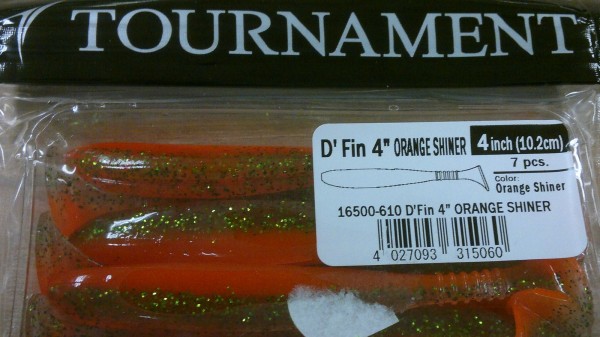 TOURNAMENT
D' Fin 4" ORANGE SHINER
4 inch (10.2cm)
7 pcs.
Color:
Orange Shiner
16500-610 D'Fin 4" ORANGE SHINER
4 027093 315060